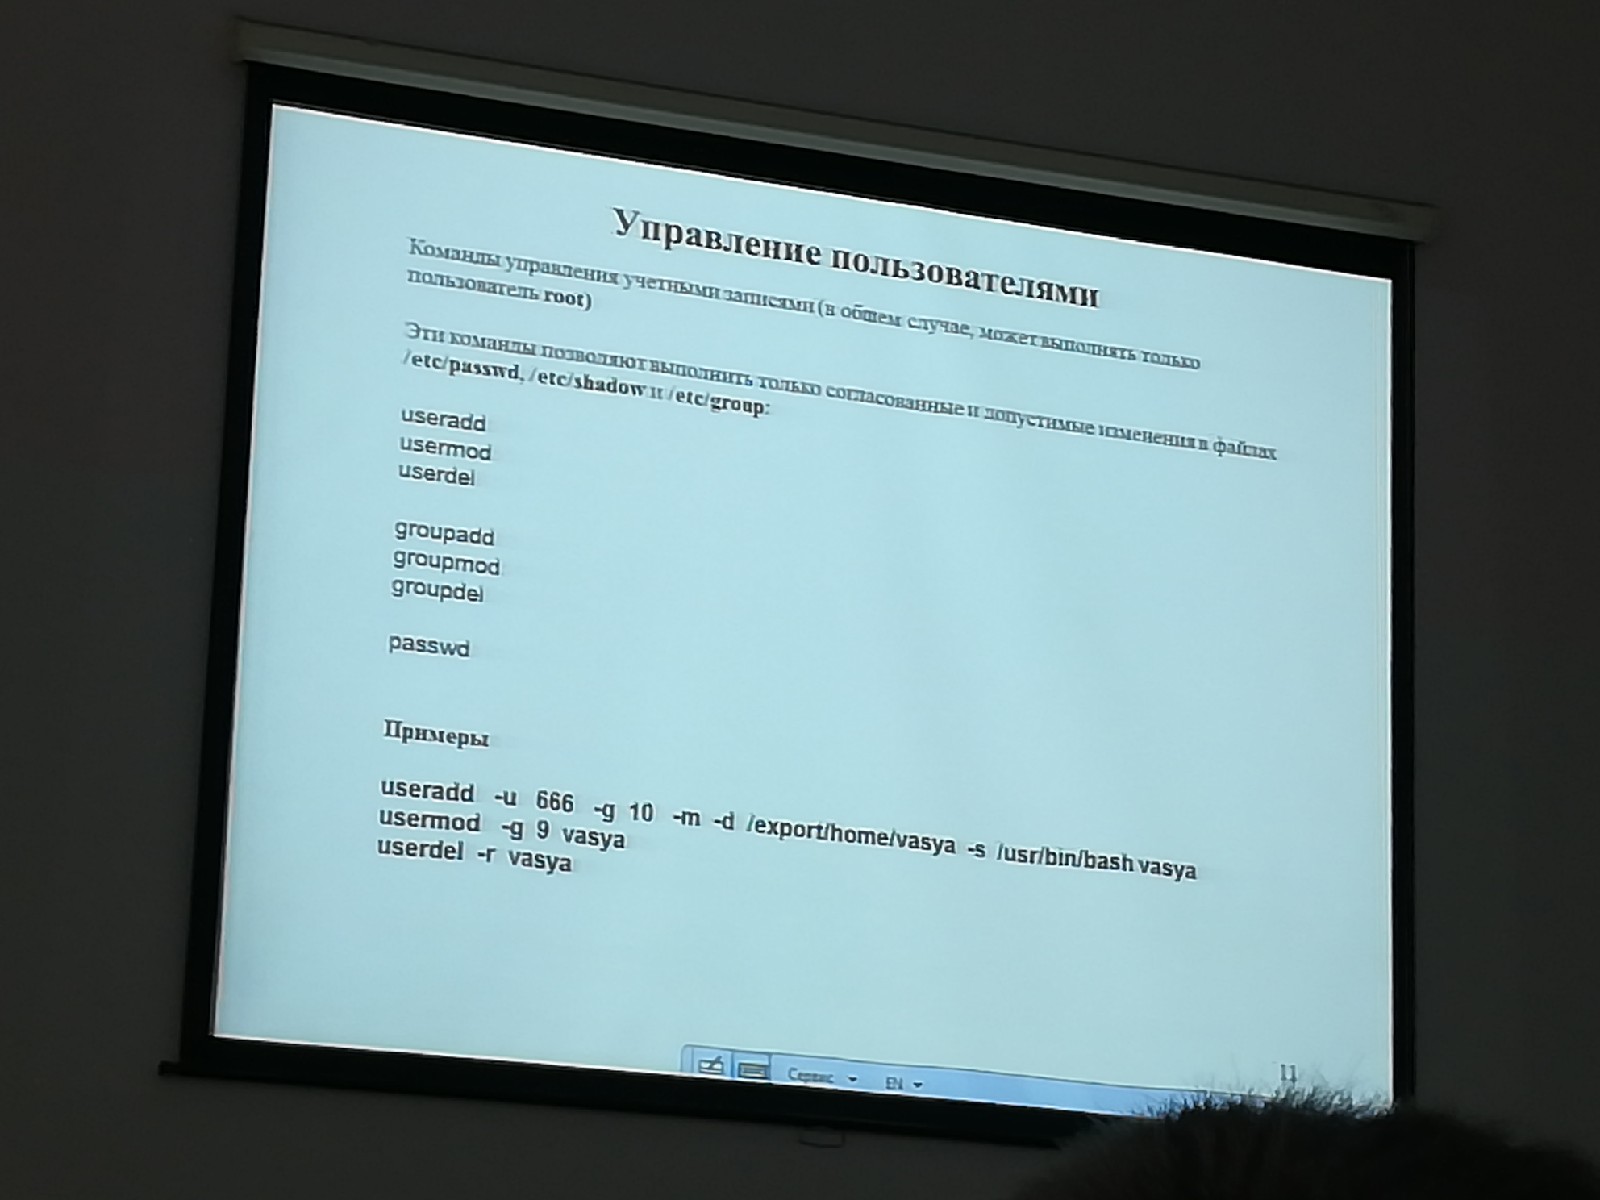 Управление пользователями
Команды управления учетными записями (в общем случае, может выполнять только
пользователь root)
Эти команды позволяют выполнить только согласованные и допустимые изменения в файлах
/etc/passwd, /etc/shadow и /etc/group:
useradd
usermod
userdel
groupadd
groupmod
groupdel
passwd
Примеры
useradd -u 666 -g 10 -m -d /export/home/vasya -s /usr/bin/bash vasya
usermod -g 9 vasya
userdel -r vasya
Сервис EN
11